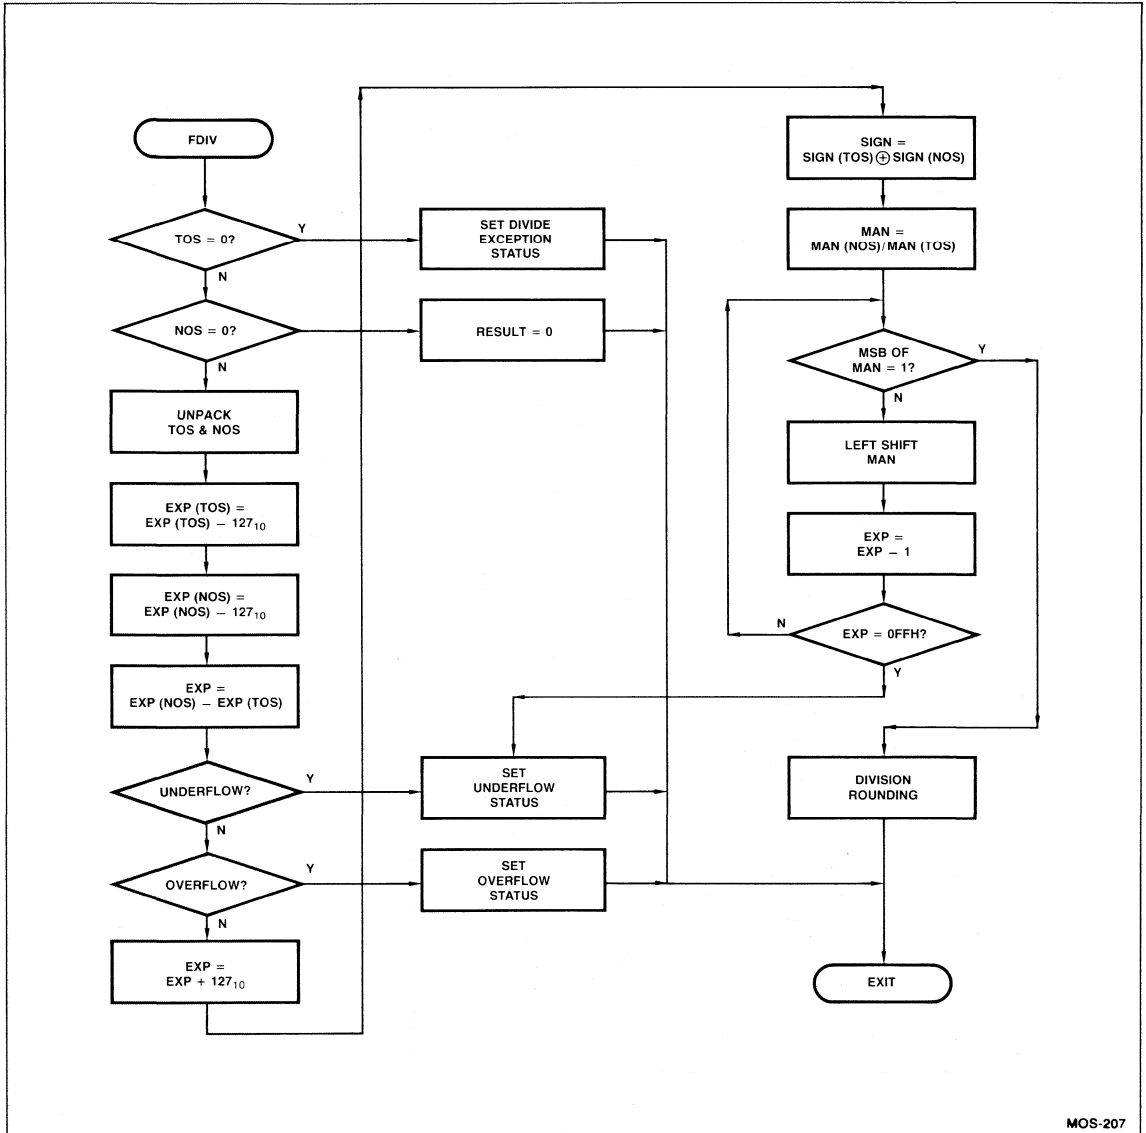 FDIV
TOS = 0?
Y
N
SET DIVIDE
EXCEPTION
STATUS
NOS = 0?
N
RESULT = 0
UNPACK
TOS & NOS
EXP (TOS) =
EXP (TOS) − 127₁₀
EXP (NOS) =
EXP (NOS) − 127₁₀
EXP =
EXP (NOS) − EXP (TOS)
UNDERFLOW?
Y
N
SET
UNDERFLOW
STATUS
OVERFLOW?
Y
N
SET
OVERFLOW
STATUS
EXP =
EXP + 127₁₀
SIGN =
SIGN (TOS) ⊕ SIGN (NOS)
MAN =
MAN (NOS)/MAN (TOS)
MSB OF
MAN = 1?
Y
N
LEFT SHIFT
MAN
EXP =
EXP − 1
EXP = 0FFH?
N
Y
DIVISION
ROUNDING
EXIT
MOS-207